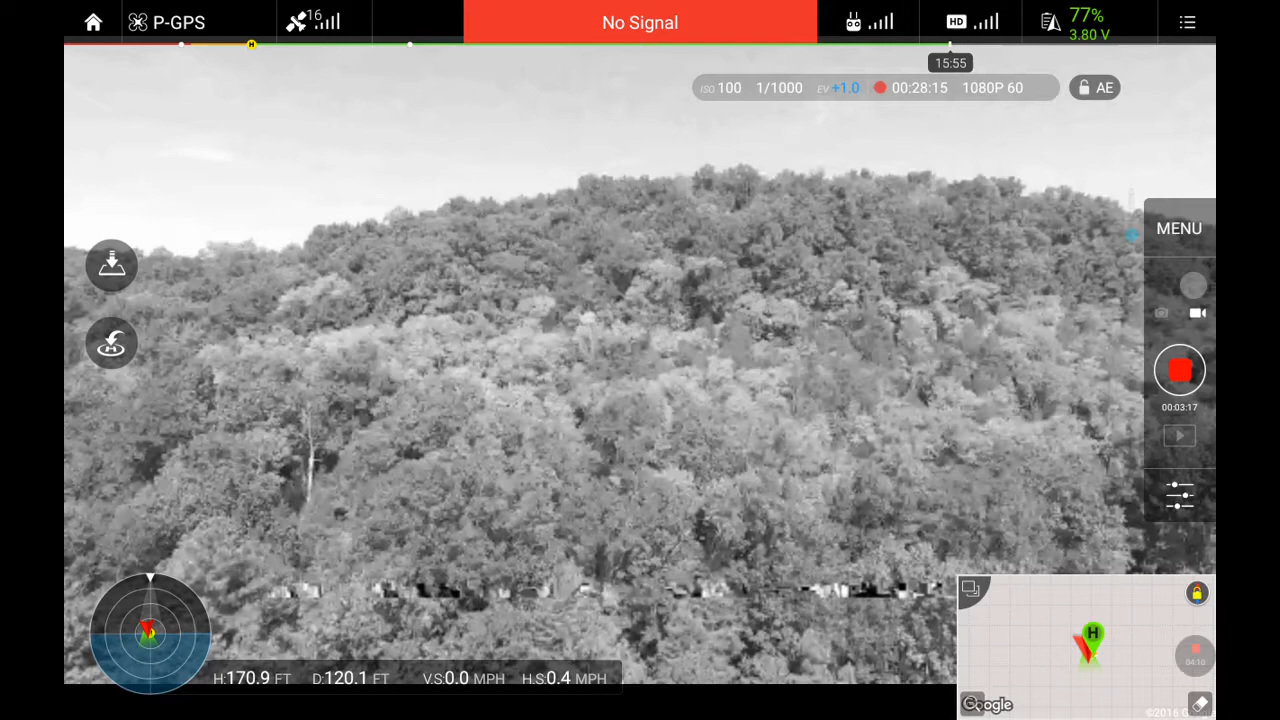 P-GPS
16
No Signal
HD
77%
3.80 V
15:55
ISO 100 1/1000 EV +1.0 00:28:15 1080P 60
AE
MENU
00:03:17
H
H
04:10
H:170.9 FT D:120.1 FT V.S:0.0 MPH H.S:0.4 MPH
Google
©2016